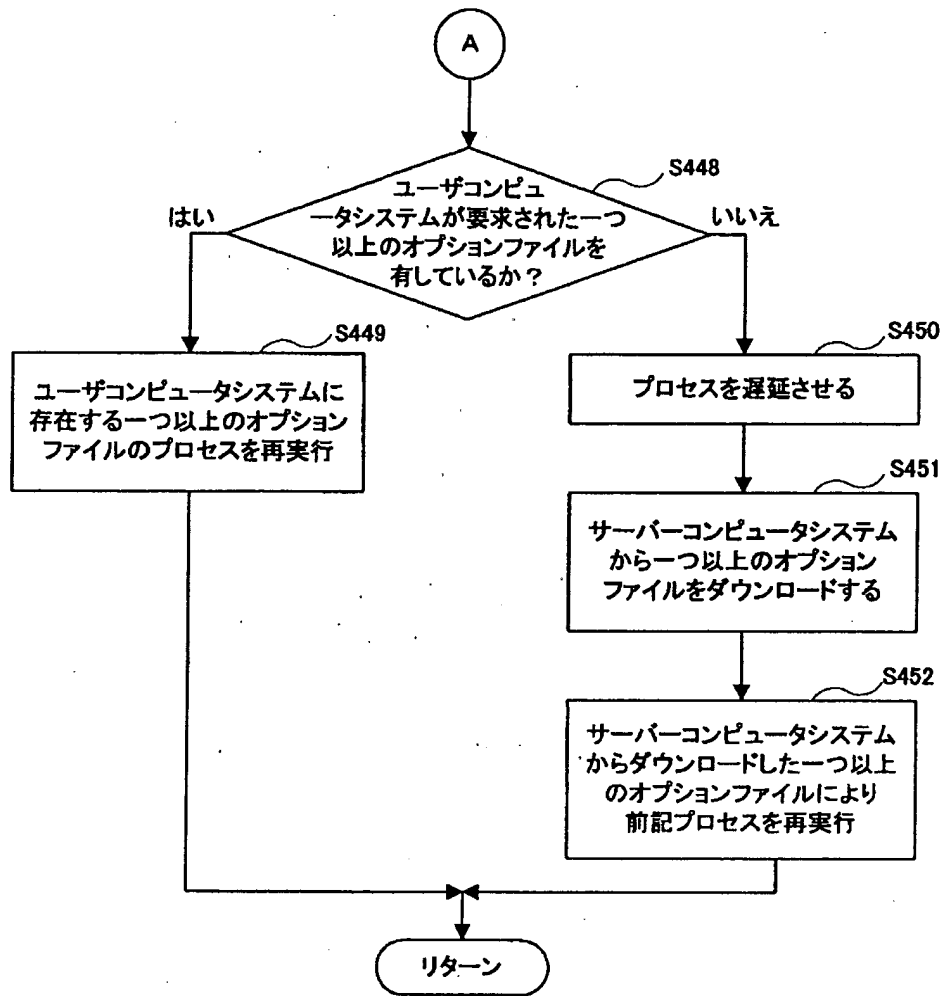 A
S448
ユーザコンピュ
ータシステムが要求された一つ
以上のオプションファイルを
有しているか？
はい
いいえ
S449
ユーザコンピュータシステムに
存在する一つ以上のオプション
ファイルのプロセスを再実行
S450
プロセスを遅延させる
S451
サーバーコンピュータシステム
から一つ以上のオプション
ファイルをダウンロードする
S452
サーバーコンピュータシステム
からダウンロードした一つ以上
のオプションファイルにより
前記プロセスを再実行
リターン